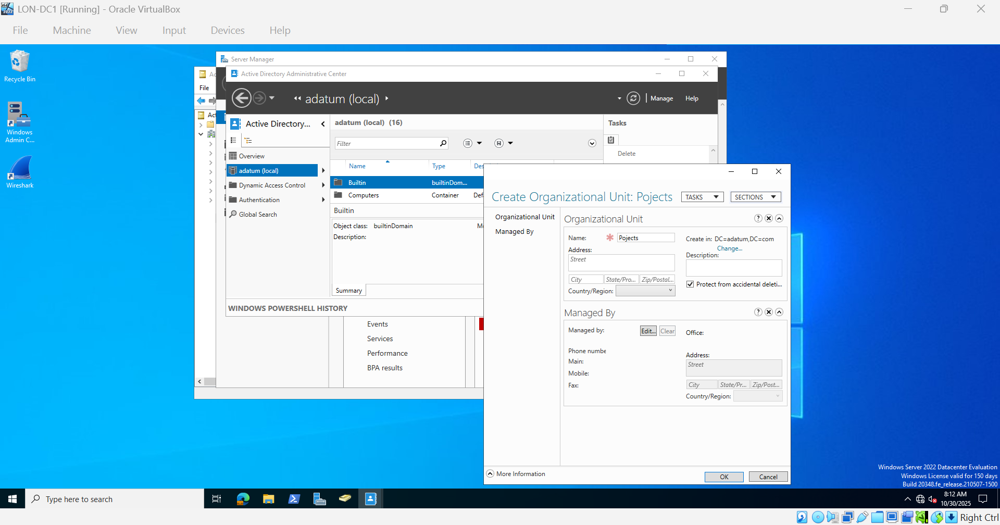 LON-DC1 [Running] - Oracle VirtualBox
File Machine View Input Devices Help
Recycle Bin
Windows
Admin C...
Wireshark
Server Manager
Ac
File
Act
Active Directory Administrative Center
adatum (local)
Manage Help
Active Directory...
Overview
adatum (local)
Dynamic Access Control
Authentication
Global Search
adatum (local) (16)
Filter
Name Type Des
Builtin builtinDom...
Computers Container Def
Builtin
Object class: builtinDomain Mo
Description:
Summary
Tasks
Delete
WINDOWS POWERSHELL HISTORY
Events
Services
Performance
BPA results
Create Organizational Unit: Pojects TASKS SECTIONS
Organizational Unit
Managed By
Organizational Unit
Name: Pojects
Address:
Street
City State/Pro... Zip/Postal...
Country/Region:
Create in: DC=adatum,DC=com
Change...
Description:
Protect from accidental deleti...
Managed By
Managed by: Edit... Clear
Phone numbe
Main:
Mobile:
Fax:
Office:
Address:
Street
City State/Pr... Zip/Post...
Country/Region:
More Information
OK Cancel
Windows Server 2022 Datacenter Evaluation
Windows License valid for 150 days
Build 20348.fe_release.210507-1500
Type here to search
8:12 AM
10/30/2025
Right Ctrl